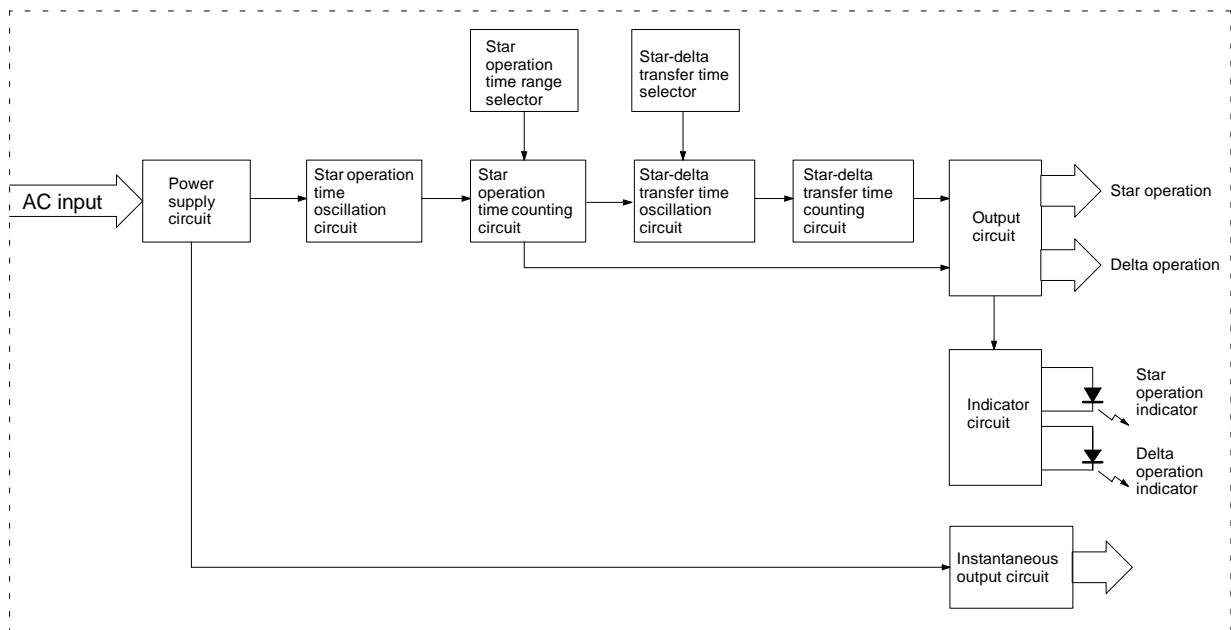 Star
operation
time range
selector
Star-delta
transfer time
selector
AC input
Power
supply
circuit
Star operation
time
oscillation
circuit
Star
operation
time counting
circuit
Star-delta
transfer time
oscillation circuit
Star-delta
transfer time
counting
circuit
Output
circuit
Star operation
Delta operation
Indicator
circuit
Star
operation
indicator
Delta
operation
indicator
Instantaneous
output circuit